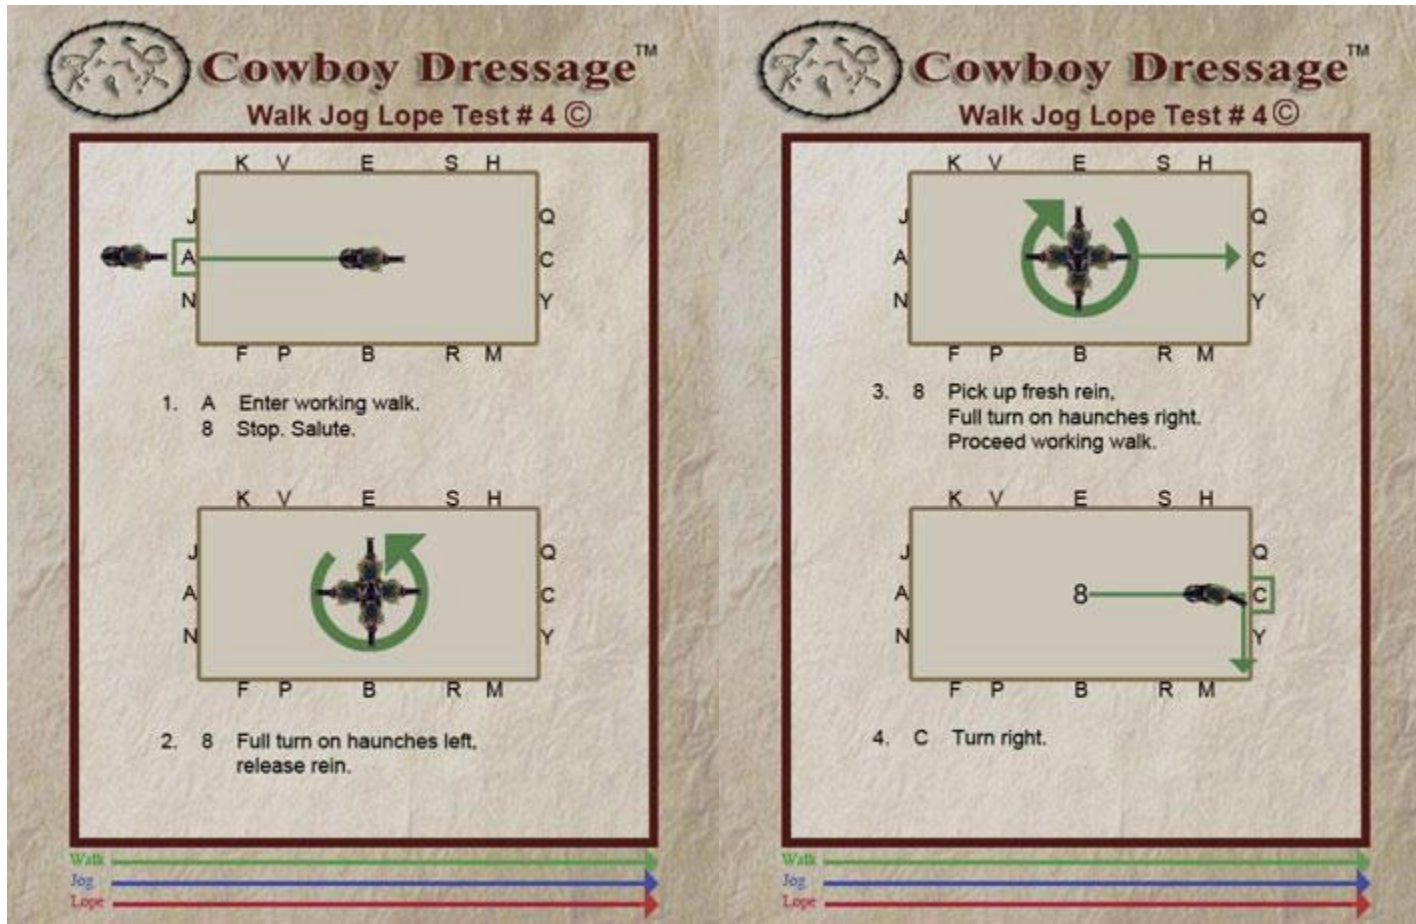 Cowboy Dressage™
Walk Jog Lope Test # 4 ©
K V E S H
J Q
A C
N Y
F P B R M
1. A Enter working walk.
8 Stop. Salute.
K V E S H
J Q
A C
N Y
F P B R M
2. 8 Full turn on haunches left,
release rein.
Walk
Jog
Lope
Cowboy Dressage™
Walk Jog Lope Test # 4 ©
K V E S H
J Q
A C
N Y
F P B R M
3. 8 Pick up fresh rein,
Full turn on haunches right.
Proceed working walk.
K V E S H
J Q
A 8 C
N Y
F P B R M
4. C Turn right.
Walk
Jog
Lope